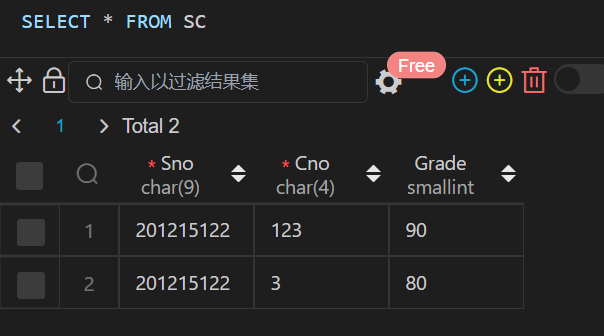 SELECT * FROM SC
输入以过滤结果集 Free
1 Total 2
* Sno * Cno Grade
char(9) char(4) smallint
1 201215122 123 90
2 201215122 3 80